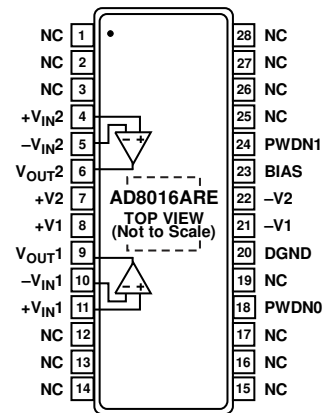 NC 1 28 NC
NC 2 27 NC
NC 3 26 NC
+VIN2 4 25 NC
–VIN2 5 24 PWDN1
VOUT2 6 23 BIAS
+V2 7 22 –V2
+V1 8 21 –V1
VOUT1 9 20 DGND
–VIN1 10 19 NC
+VIN1 11 18 PWDN0
NC 12 17 NC
NC 13 16 NC
NC 14 15 NC
– +
AD8016ARE
TOP VIEW
(Not to Scale)
– +